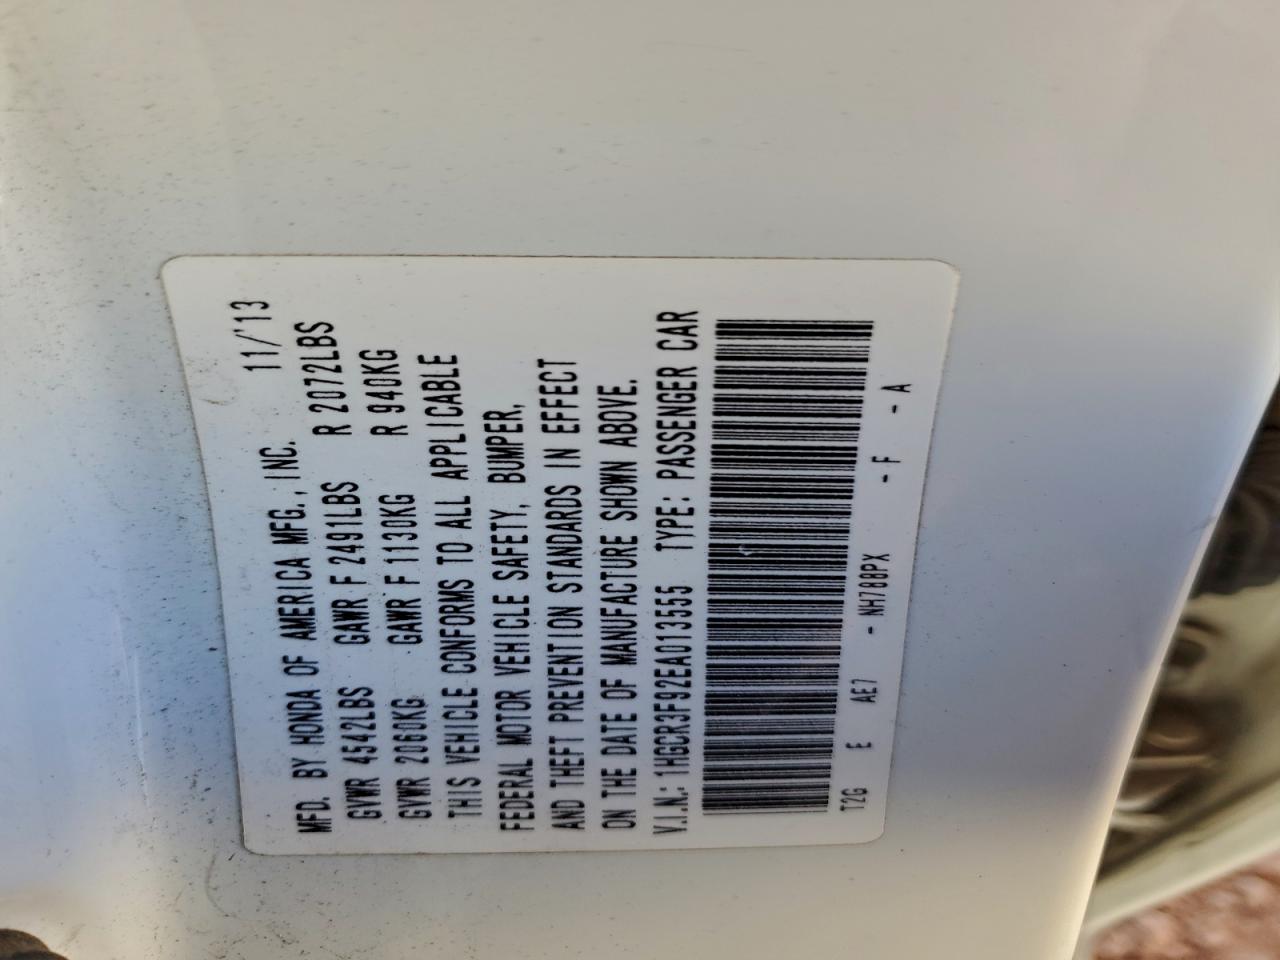 MFD. BY HONDA OF AMERICA MFG., INC. 11/'13
GVWR 4542LBS GAWR F 2491LBS R 2072LBS
GVWR 2060KG GAWR F 1130KG R 940KG
THIS VEHICLE CONFORMS TO ALL APPLICABLE
FEDERAL MOTOR VEHICLE SAFETY, BUMPER,
AND THEFT PREVENTION STANDARDS IN EFFECT
ON THE DATE OF MANUFACTURE SHOWN ABOVE.
V.I.N.: 1HGCR3F92EA013555 TYPE: PASSENGER CAR
T2G E AE7 - NH788PX - F - A